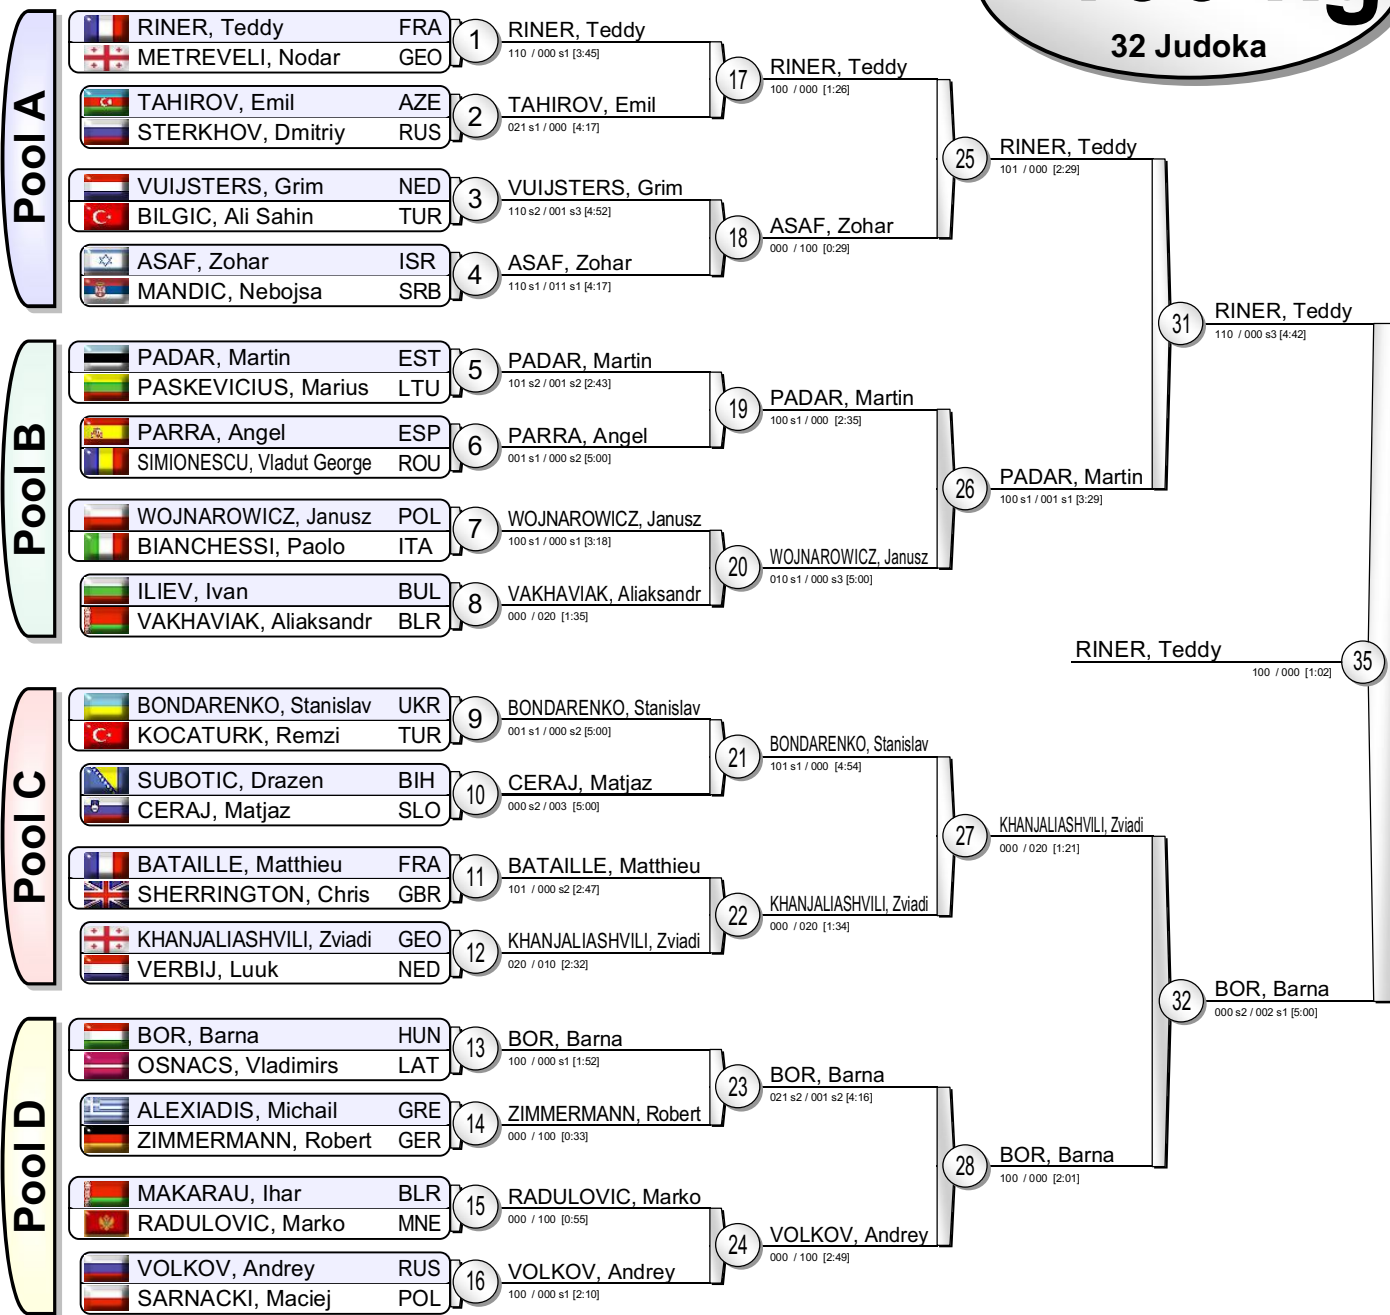 32 Judoka
Pool A
RINER, Teddy FRA
METREVELI, Nodar GEO
1
TAHIROV, Emil AZE
STERKHOV, Dmitriy RUS
2
VUIJSTERS, Grim NED
BILGIC, Ali Sahin TUR
3
ASAF, Zohar ISR
MANDIC, Nebojsa SRB
4
Pool B
PADAR, Martin EST
PASKEVICIUS, Marius LTU
5
PARRA, Angel ESP
SIMIONESCU, Vladut George ROU
6
WOJNAROWICZ, Janusz POL
BIANCHESSI, Paolo ITA
7
ILIEV, Ivan BUL
VAKHAVIAK, Aliaksandr BLR
8
Pool C
BONDARENKO, Stanislav UKR
KOCATURK, Remzi TUR
9
SUBOTIC, Drazen BIH
CERAJ, Matjaz SLO
10
BATAILLE, Matthieu FRA
SHERRINGTON, Chris GBR
11
KHANJALIASHVILI, Zviadi GEO
VERBIJ, Luuk NED
12
Pool D
BOR, Barna HUN
OSNACS, Vladimirs LAT
13
ALEXIADIS, Michail GRE
ZIMMERMANN, Robert GER
14
MAKARAU, Ihar BLR
RADULOVIC, Marko MNE
15
VOLKOV, Andrey RUS
SARNACKI, Maciej POL
16
RINER, Teddy
110 / 000 s1 [3:45]
TAHIROV, Emil
021 s1 / 000 [4:17]
VUIJSTERS, Grim
110 s2 / 001 s3 [4:52]
ASAF, Zohar
110 s1 / 011 s1 [4:17]
PADAR, Martin
101 s2 / 001 s2 [2:43]
PARRA, Angel
001 s1 / 000 s2 [5:00]
WOJNAROWICZ, Janusz
100 s1 / 000 s1 [3:18]
VAKHAVIAK, Aliaksandr
000 / 020 [1:35]
BONDARENKO, Stanislav
001 s1 / 000 s2 [5:00]
CERAJ, Matjaz
000 s2 / 003 [5:00]
BATAILLE, Matthieu
101 / 000 s2 [2:47]
KHANJALIASHVILI, Zviadi
020 / 010 [2:32]
BOR, Barna
100 / 000 s1 [1:52]
ZIMMERMANN, Robert
000 / 100 [0:33]
RADULOVIC, Marko
000 / 100 [0:55]
VOLKOV, Andrey
100 / 000 s1 [2:10]
17
RINER, Teddy
100 / 000 [1:26]
18
ASAF, Zohar
000 / 100 [0:29]
19
PADAR, Martin
100 s1 / 000 [2:35]
20
WOJNAROWICZ, Janusz
010 s1 / 000 s3 [5:00]
21
BONDARENKO, Stanislav
101 s1 / 000 [4:54]
22
KHANJALIASHVILI, Zviadi
000 / 020 [1:34]
23
BOR, Barna
021 s2 / 001 s2 [4:16]
24
VOLKOV, Andrey
000 / 100 [2:49]
25
RINER, Teddy
101 / 000 [2:29]
26
PADAR, Martin
100 s1 / 001 s1 [3:29]
27
KHANJALIASHVILI, Zviadi
000 / 020 [1:21]
28
BOR, Barna
100 / 000 [2:01]
31
RINER, Teddy
110 / 000 s3 [4:42]
32
BOR, Barna
000 s2 / 002 s1 [5:00]
RINER, Teddy
100 / 000 [1:02]
35